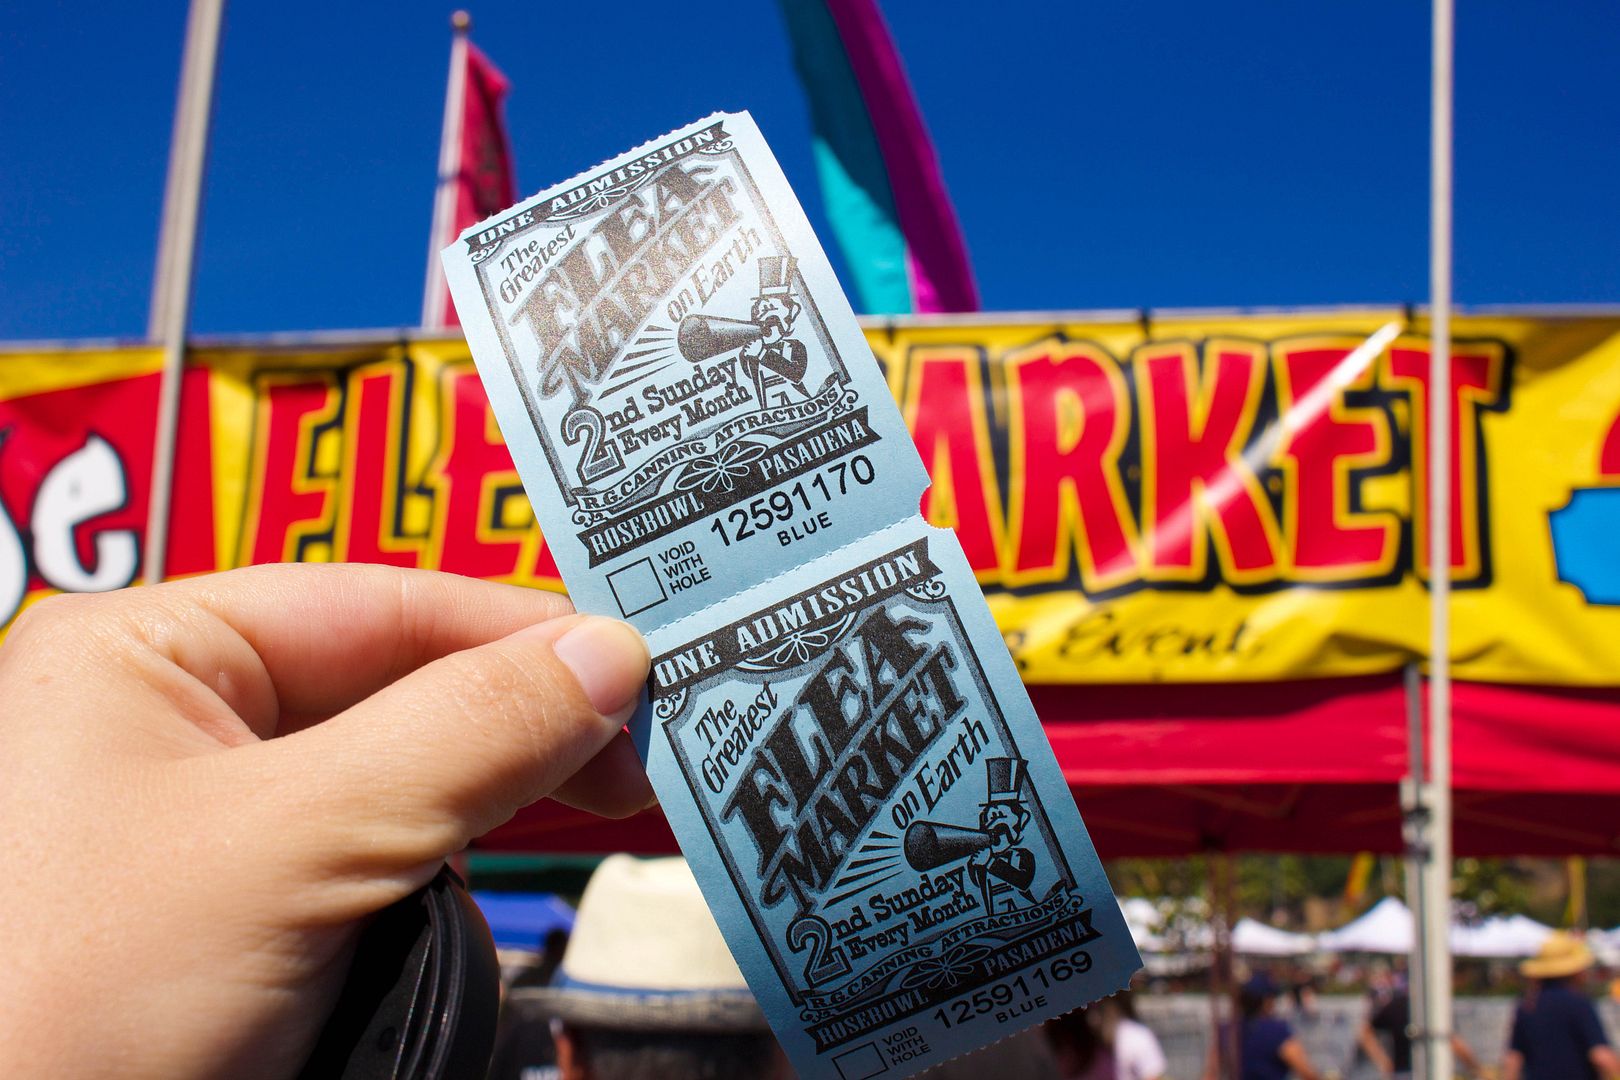 ONE ADMISSION
The
Greatest
FLEA
MARKET
on Earth
2nd Sunday
Every Month
R.G.CANNING ATTRACTIONS
ROSEBOWL PASADENA
12591170
BLUE
VOID
WITH
HOLE
ONE ADMISSION
The
Greatest
FLEA
MARKET
on Earth
2nd Sunday
Every Month
R.G.CANNING ATTRACTIONS
ROSEBOWL PASADENA
12591169
BLUE
VOID
WITH
HOLE
FLE ARKET
Event